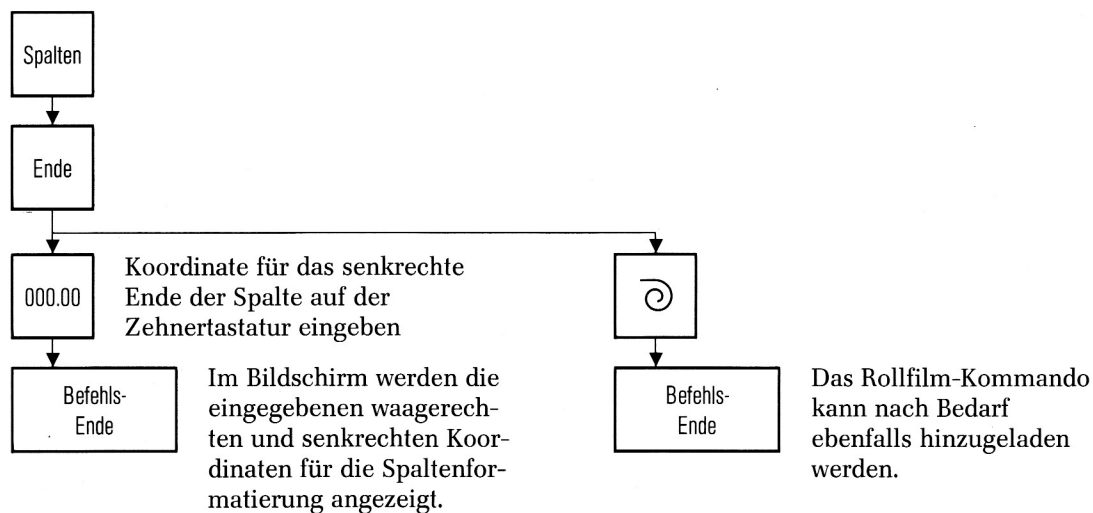 Spalten
Ende
000.00
Koordinate für das senkrechte
Ende der Spalte auf der
Zehnertastatur eingeben
Befehls-
Ende
Im Bildschirm werden die
eingegebenen waagerech-
ten und senkrechten Koor-
dinaten für die Spaltenfor-
matierung angezeigt.
Befehls-
Ende
Das Rollfilm-Kommando
kann nach Bedarf
ebenfalls hinzugeladen
werden.